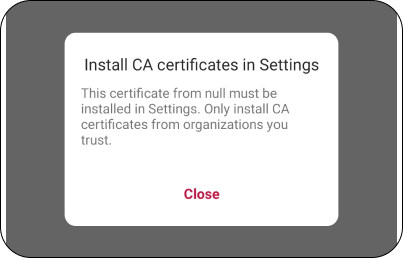 Install CA certificates in Settings
This certificate from null must be
installed in Settings. Only install CA
certificates from organizations you
trust.
Close